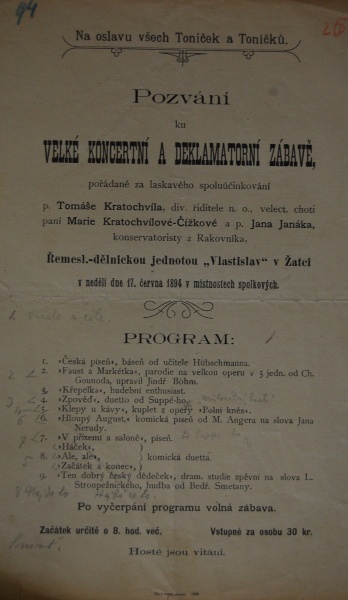 94
26
Na oslavu všech Toniček a Toníčků.
Pozvání
ku
VELKÉ KONCERTNÍ A DEKLAMATORNÍ ZÁBAVĚ,
pořádané za laskavého spoluúčinkování
p. Tomáše Kratochvíla, div. řiditele n. o., velect. choti
paní Marie Kratochvílové-Čížkové a p. Jana Janáka,
konservatoristy z Rakovníka,
Řemesl.-dělnickou jednotou „Vlastislav“ v Žatci
v neděli dne 17. června 1894 v místnostech spolkových.
1.
PROGRAM:
1. »Česká píseň«, báseň od učitele Hübschmanna.
2. »Faust a Markétka«, parodie na velkou operu v 5 jedn. od Ch.
Gounoda, upravil Jindř. Böhm.
3. »Křepelka«, hudební enthusiast.
4. »Zpověď«, duetto od Suppé-ho
5. »Klepy u kávy«, kuplet z opery »Polní kněz«.
6. »Hloupý August«, komická píseň od M. Angera na slova Jana
Nerudy.
7. »V přízemí a saloně«, píseň.
»Háček«, )
8. »Ale, ale«, ) komická duetta.
»Začátek a konec«, )
9. »Ten dobrý český dědeček«, dram. studie zpěvní na slova L.
Stroupežnického, hudba od Bedř. Smetany.
Po vyčerpání programu volná zábava.
Začátek určitě o 8. hod. več. Vstupné za osobu 30 kr.
Hosté jsou vítáni.